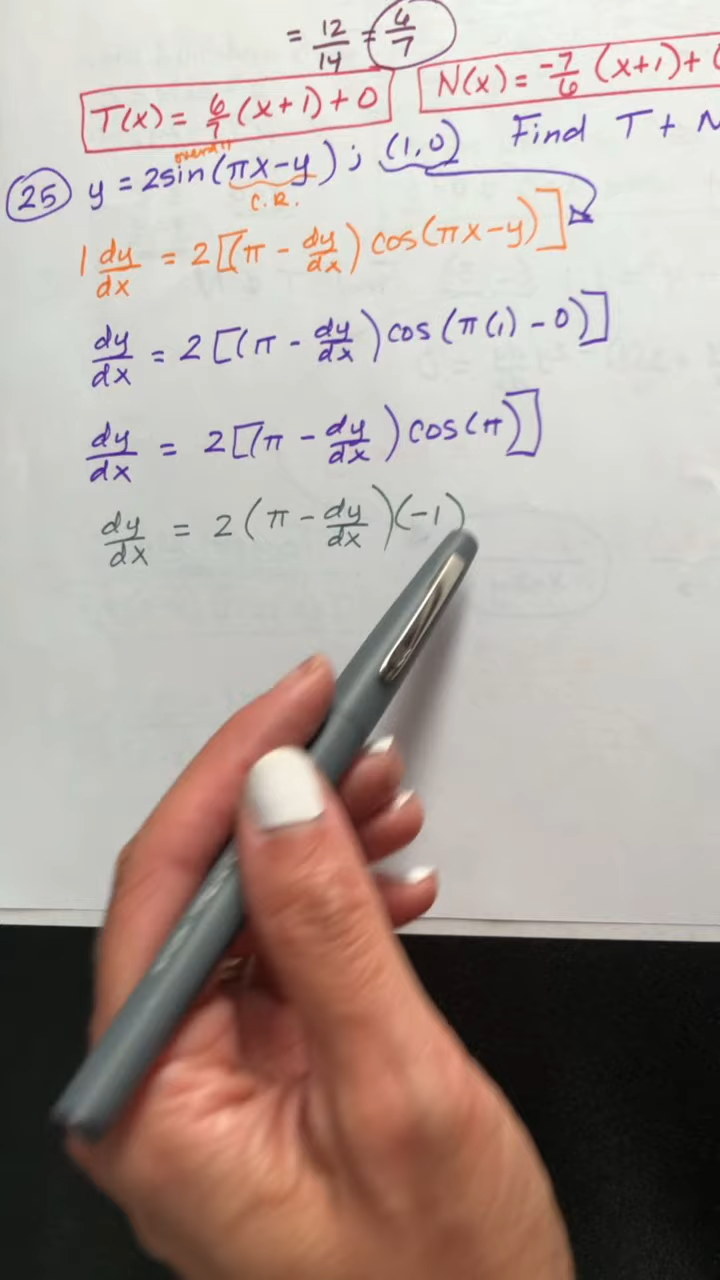 = 12/14 = 6/7
T(x) = 6/7 (x+1) + 0 N(x) = -7/6 (x+1) +
overall
25 y = 2sin(πx-y) ; (1,0) Find T +
C.R.
1 dy/dx = 2[(π - dy/dx) cos(πx-y)]
dy/dx = 2[(π - dy/dx) cos(π(1) - 0)]
dy/dx = 2[(π - dy/dx) cos(π)]
dy/dx = 2(π - dy/dx)(-1)